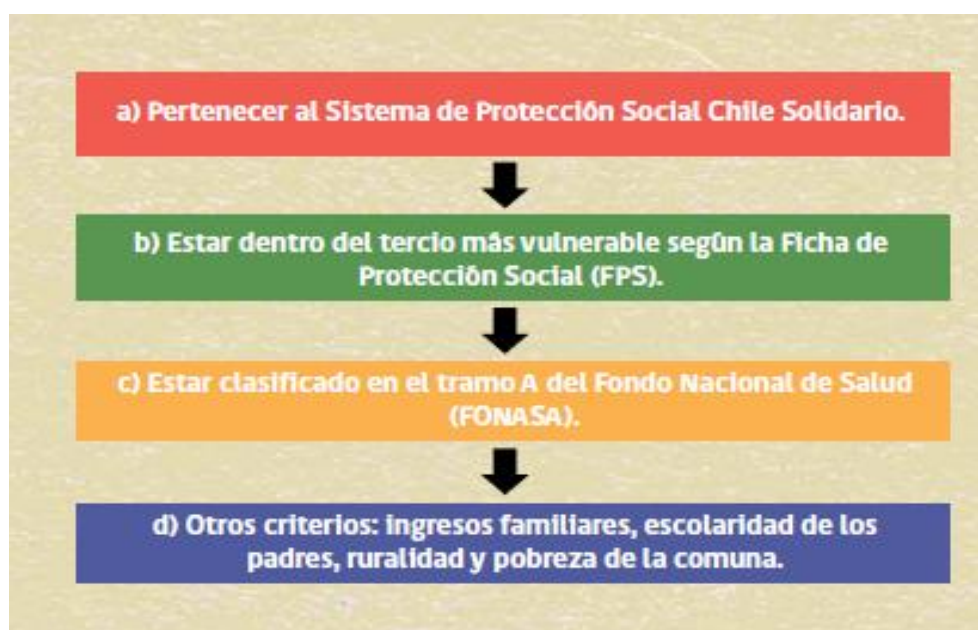 a) Pertenecer al Sistema de Protección Social Chile Solidario.
b) Estar dentro del tercio más vulnerable según la Ficha de
Protección Social (FPS).
c) Estar clasificado en el tramo A del Fondo Nacional de Salud
(FONASA).
d) Otros criterios: ingresos familiares, escolaridad de los
padres, ruralidad y pobreza de la comuna.